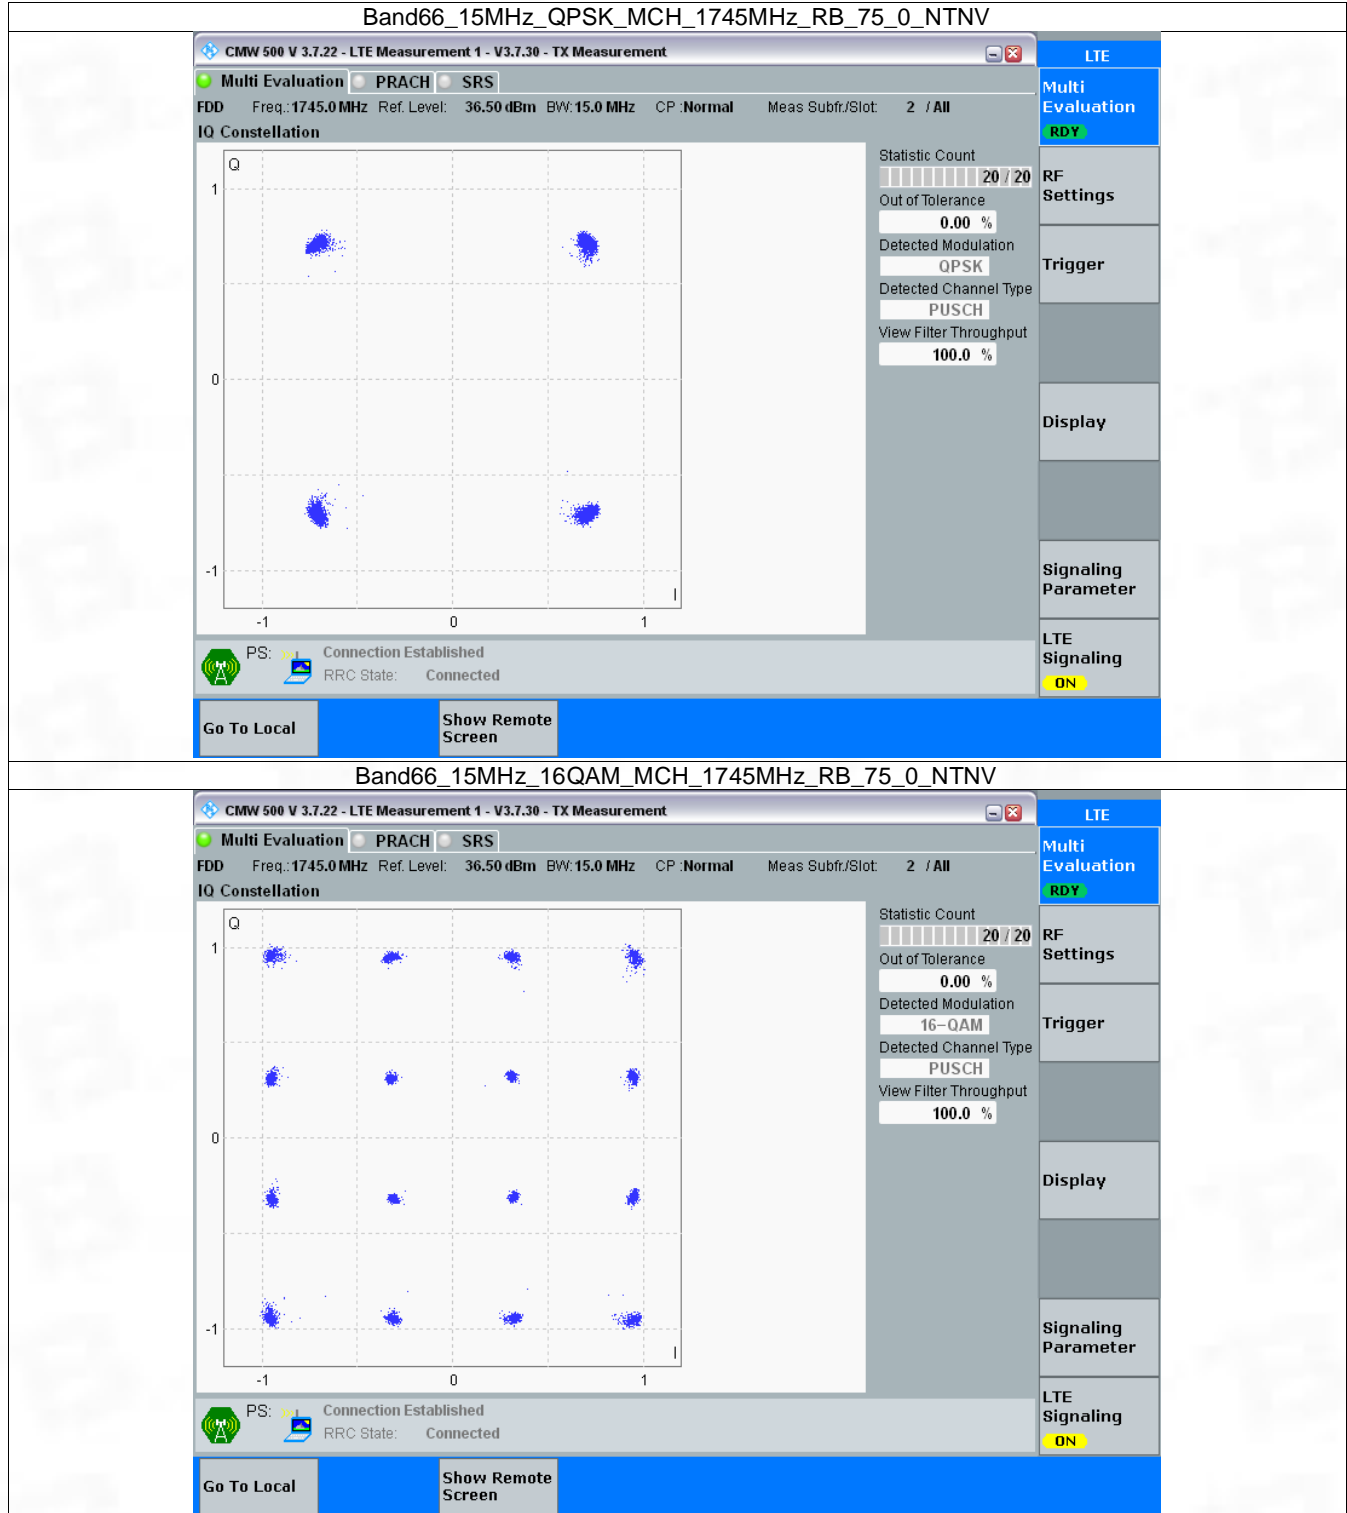 Band66_15MHz_QPSK_MCH_1745MHz_RB_75_0_NTNV
CMW 500 V 3.7.22 - LTE Measurement 1 - V3.7.30 - TX Measurement
LTE
Multi Evaluation PRACH SRS
Multi
Evaluation
RDY
FDD Freq.: 1745.0 MHz Ref. Level: 36.50 dBm BW: 15.0 MHz CP : Normal Meas Subfr./Slot: 2 / All
IQ Constellation
Q
1
0
-1
-1 0 1
I
Statistic Count
20 / 20
Out of Tolerance
0.00 %
Detected Modulation
QPSK
Detected Channel Type
PUSCH
View Filter Throughput
100.0 %
RF
Settings
Trigger
Display
Signaling
Parameter
LTE
Signaling
ON
PS: Connection Established
RRC State: Connected
Go To Local
Show Remote
Screen
Band66_15MHz_16QAM_MCH_1745MHz_RB_75_0_NTNV
CMW 500 V 3.7.22 - LTE Measurement 1 - V3.7.30 - TX Measurement
LTE
Multi Evaluation PRACH SRS
Multi
Evaluation
RDY
FDD Freq.: 1745.0 MHz Ref. Level: 36.50 dBm BW: 15.0 MHz CP : Normal Meas Subfr./Slot: 2 / All
IQ Constellation
Q
1
0
-1
-1 0 1
I
Statistic Count
20 / 20
Out of Tolerance
0.00 %
Detected Modulation
16-QAM
Detected Channel Type
PUSCH
View Filter Throughput
100.0 %
RF
Settings
Trigger
Display
Signaling
Parameter
LTE
Signaling
ON
PS: Connection Established
RRC State: Connected
Go To Local
Show Remote
Screen